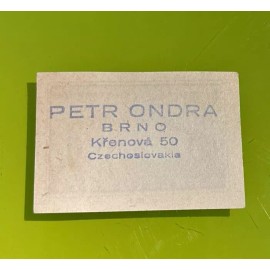 PETR ONDRA
BRNO
Křenová 50
Czechoslovakia